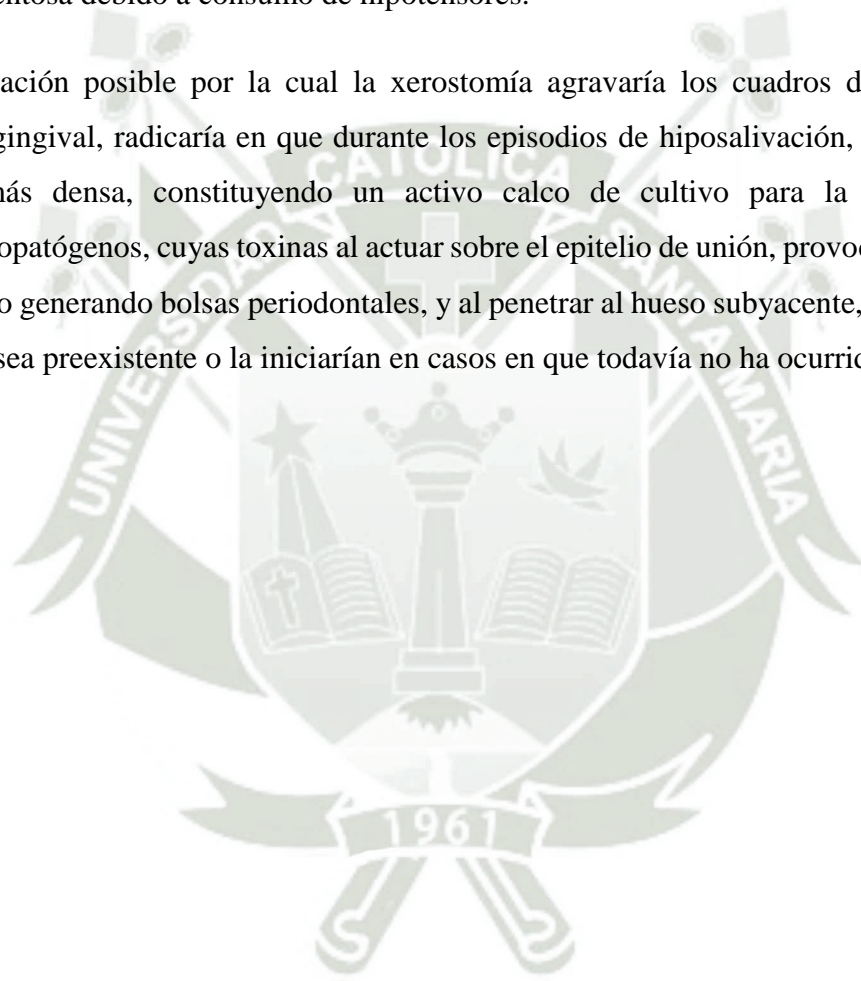 entosa debido a consumo de hipotensores.
ación posible por la cual la xerostomía agravaría los cuadros d
gingival, radicaría en que durante los episodios de hiposalivación,
más densa, constituyendo un activo calco de cultivo para la
opatógenos, cuyas toxinas al actuar sobre el epitelio de unión, provoc
o generando bolsas periodontales, y al penetrar al hueso subyacente,
sea preexistente o la iniciarían en casos en que todavía no ha ocurrid
UNIVERSIDAD CATOLICA SANTA MARIA
1961